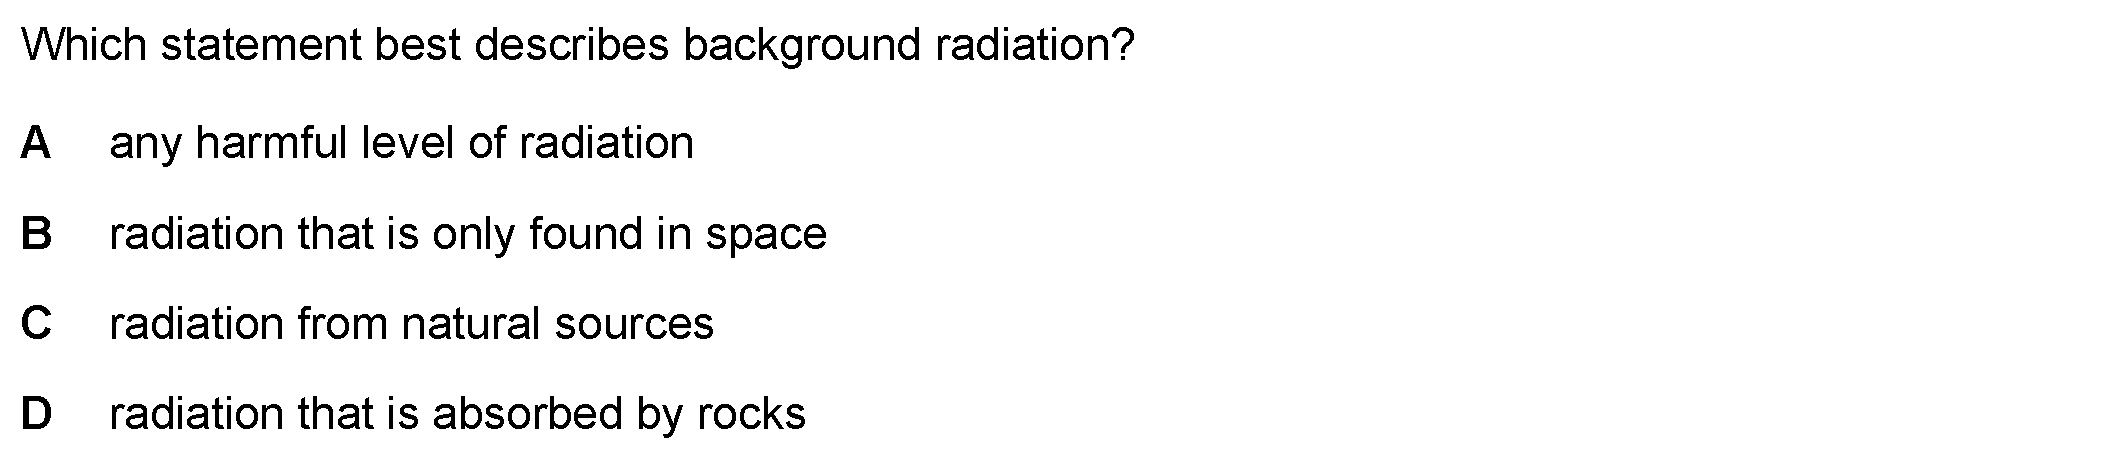 Which statement best describes background radiation?
A any harmful level of radiation
B radiation that is only found in space
C radiation from natural sources
D radiation that is absorbed by rocks